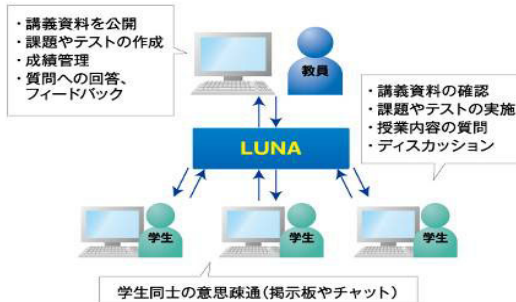 ・講義資料を公開
・課題やテストの作成
・成績管理
・質問への回答、
フィードバック
教員
・講義資料の確認
・課題やテストの実施
・授業内容の質問
・ディスカッション
LUNA
学生
学生
学生
学生同士の意思疎通(掲示板やチャット)